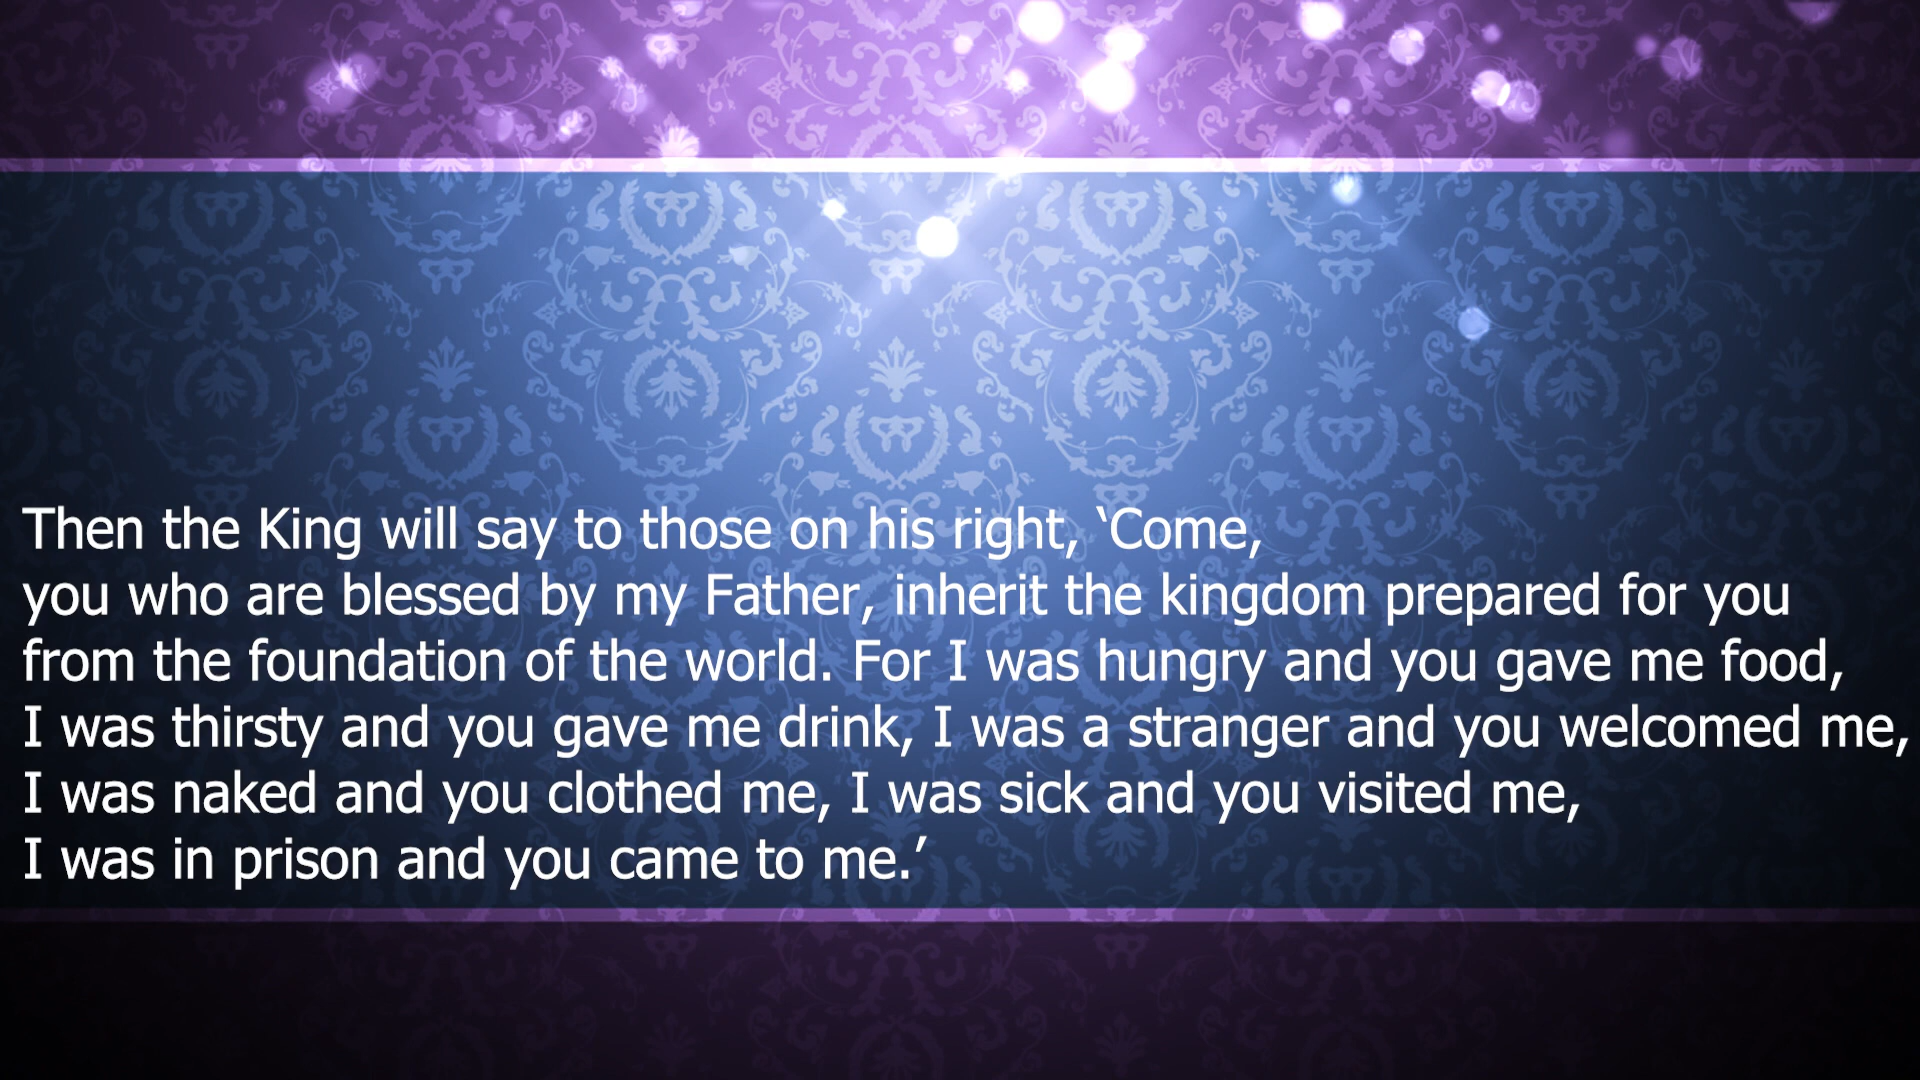 Then the King will say to those on his right, ‘Come,
you who are blessed by my Father, inherit the kingdom prepared for you
from the foundation of the world. For I was hungry and you gave me food,
I was thirsty and you gave me drink, I was a stranger and you welcomed me,
I was naked and you clothed me, I was sick and you visited me,
I was in prison and you came to me.’